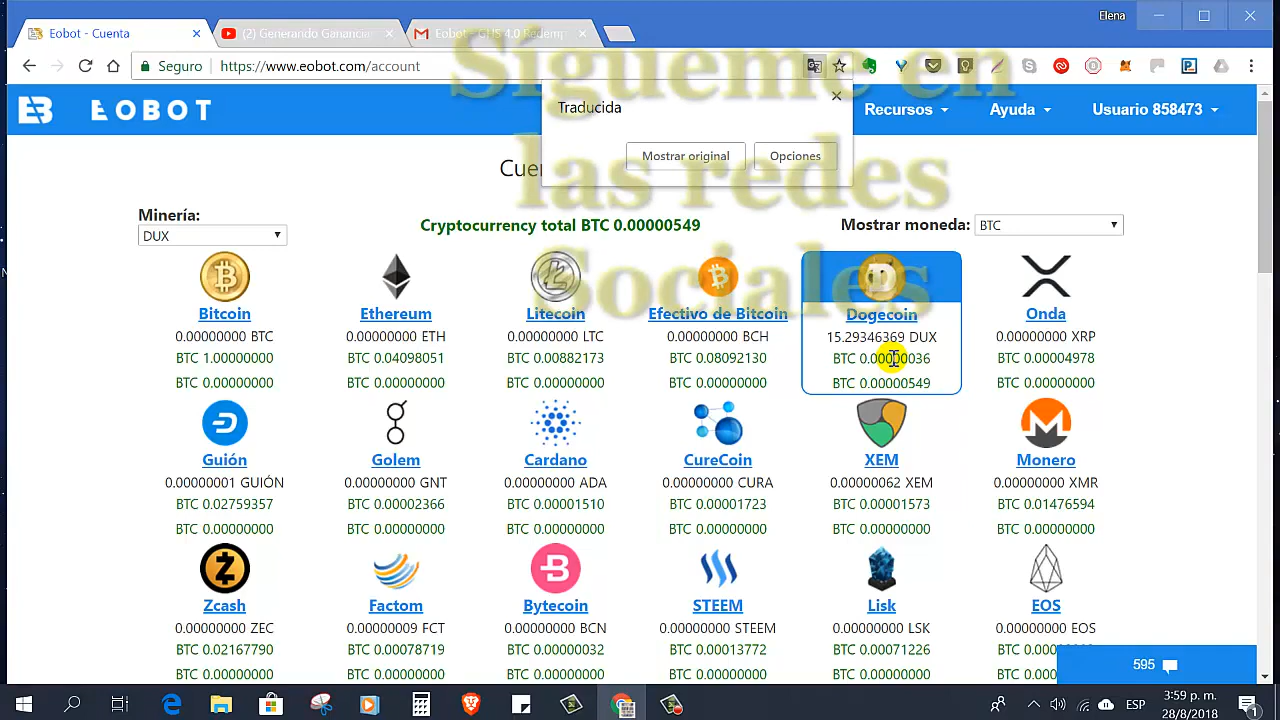 Elena
Eobot - Cuenta
(2) Generando Ganancia
Eobot - GHS 4.0 Redemp
Seguro
https://www.eobot.com/account
Sígueme en
las redes
Sociales
Traducida
Mostrar original
Opciones
EOBOT
Recursos
Ayuda
Usuario 858473
Cuen
Minería:
DUX
Cryptocurrency total BTC 0.00000549
Mostrar moneda:
BTC
Bitcoin
Ethereum
Litecoin
Efectivo de Bitcoin
Dogecoin
Onda
0.00000000 BTC
0.00000000 ETH
0.00000000 LTC
0.00000000 BCH
15.29346369 DUX
0.00000000 XRP
BTC 1.00000000
BTC 0.04098051
BTC 0.00882173
BTC 0.08092130
BTC 0.00000036
BTC 0.00004978
BTC 0.00000000
BTC 0.00000000
BTC 0.00000000
BTC 0.00000000
BTC 0.00000549
BTC 0.00000000
Guión
Golem
Cardano
CureCoin
XEM
Monero
0.00000001 GUIÓN
0.00000000 GNT
0.00000000 ADA
0.00000000 CURA
0.00000062 XEM
0.00000000 XMR
BTC 0.02759357
BTC 0.00002366
BTC 0.00001510
BTC 0.00001723
BTC 0.00001573
BTC 0.01476594
BTC 0.00000000
BTC 0.00000000
BTC 0.00000000
BTC 0.00000000
BTC 0.00000000
BTC 0.00000000
Zcash
Factom
Bytecoin
STEEM
Lisk
EOS
0.00000000 ZEC
0.00000009 FCT
0.00000000 BCN
0.00000000 STEEM
0.00000000 LSK
0.00000000 EOS
BTC 0.02167790
BTC 0.00078719
BTC 0.00000032
BTC 0.00013772
BTC 0.00071226
BTC 0.00000000
BTC 0.00000000
BTC 0.00000000
BTC 0.00000000
BTC 0.00000000
595
ESP
3:59 p. m.
28/8/2018